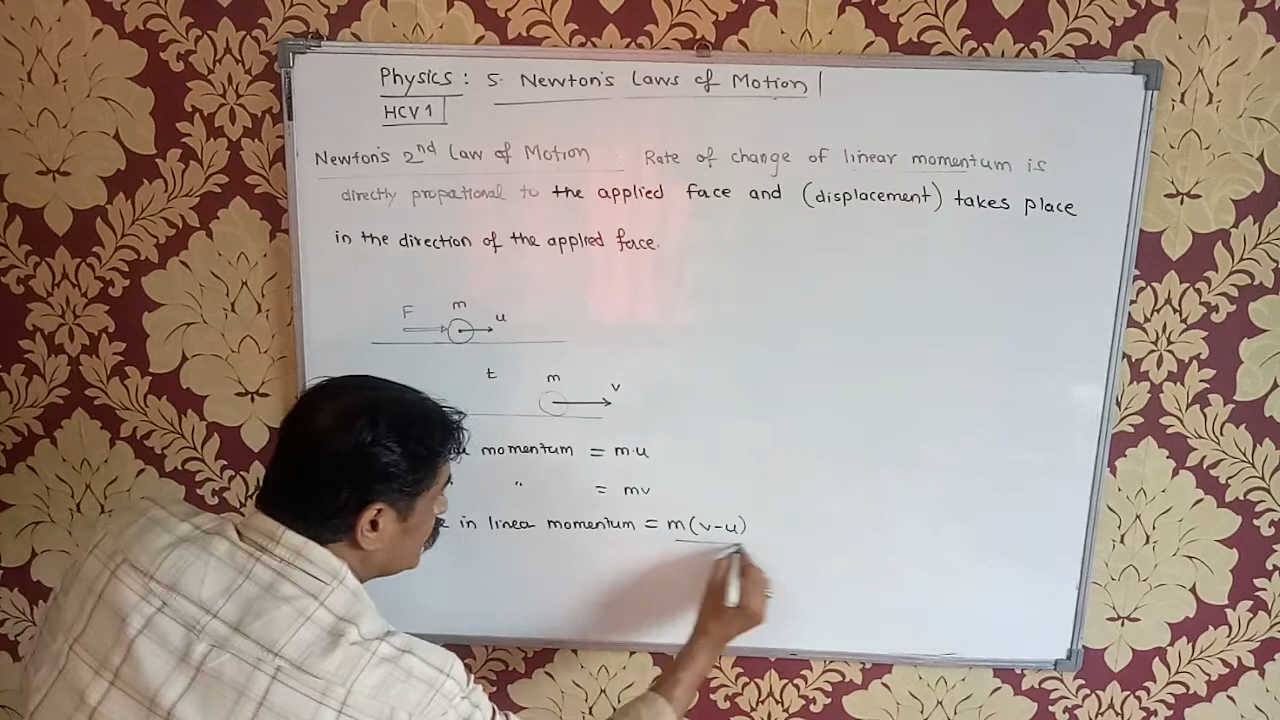 Physics: 5. Newton's Laws of Motion
HCV 1
Newton's 2nd Law of Motion Rate of change of linear momentum is
directly propational to the applied face and (displacement) takes place
in the direction of the applied face.
F m u
t m v
momentum = m.u
" = mv
in linear momentum = m(v-u)